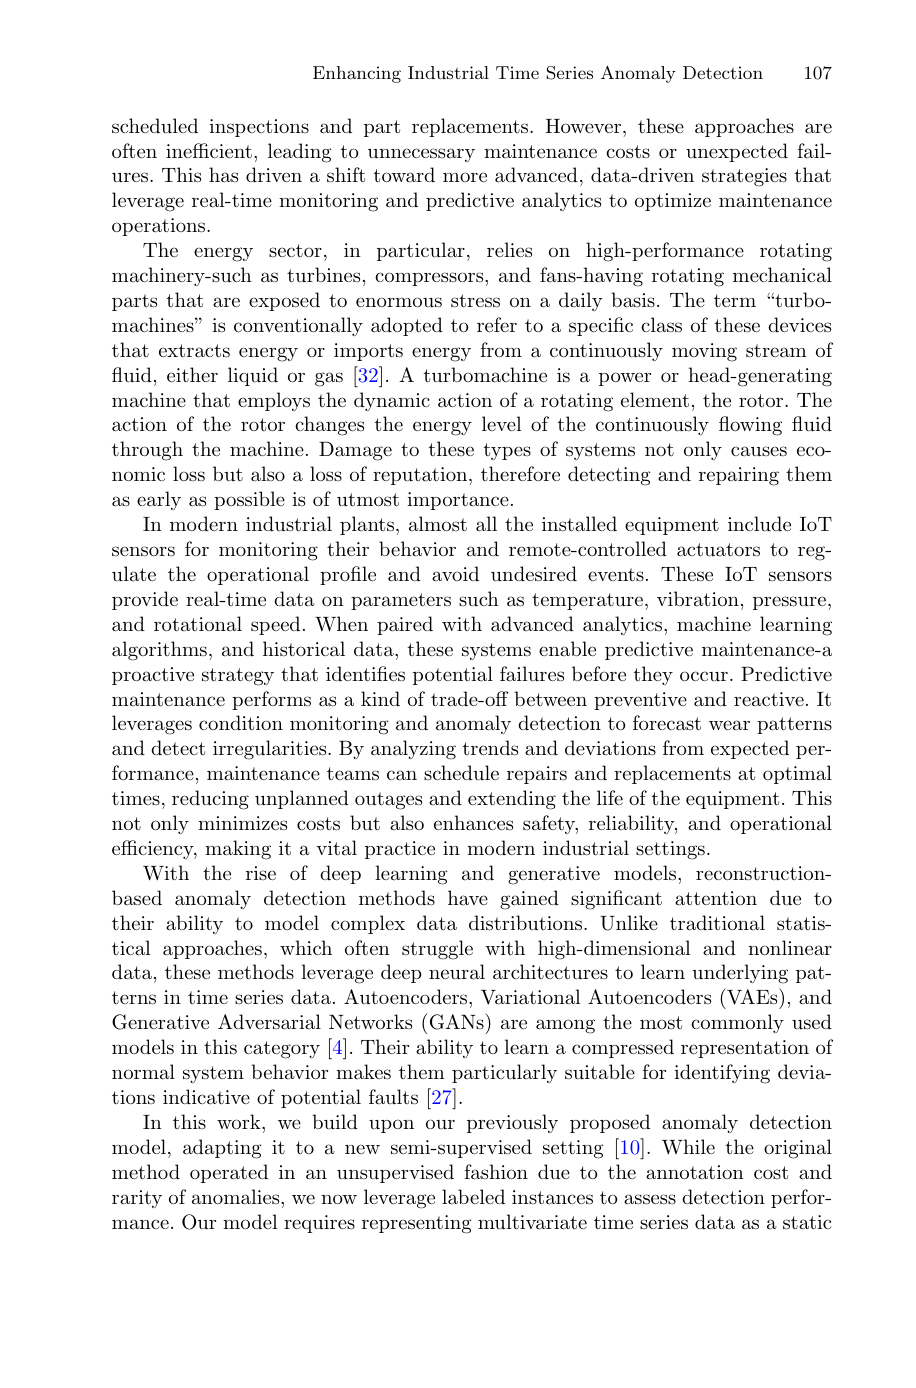 Enhancing Industrial Time Series Anomaly Detection 107
scheduled inspections and part replacements. However, these approaches are
often inefficient, leading to unnecessary maintenance costs or unexpected fail-
ures. This has driven a shift toward more advanced, data-driven strategies that
leverage real-time monitoring and predictive analytics to optimize maintenance
operations.
The energy sector, in particular, relies on high-performance rotating
machinery-such as turbines, compressors, and fans-having rotating mechanical
parts that are exposed to enormous stress on a daily basis. The term “turbo-
machines” is conventionally adopted to refer to a specific class of these devices
that extracts energy or imports energy from a continuously moving stream of
fluid, either liquid or gas [32]. A turbomachine is a power or head-generating
machine that employs the dynamic action of a rotating element, the rotor. The
action of the rotor changes the energy level of the continuously flowing fluid
through the machine. Damage to these types of systems not only causes eco-
nomic loss but also a loss of reputation, therefore detecting and repairing them
as early as possible is of utmost importance.
In modern industrial plants, almost all the installed equipment include IoT
sensors for monitoring their behavior and remote-controlled actuators to reg-
ulate the operational profile and avoid undesired events. These IoT sensors
provide real-time data on parameters such as temperature, vibration, pressure,
and rotational speed. When paired with advanced analytics, machine learning
algorithms, and historical data, these systems enable predictive maintenance-a
proactive strategy that identifies potential failures before they occur. Predictive
maintenance performs as a kind of trade-off between preventive and reactive. It
leverages condition monitoring and anomaly detection to forecast wear patterns
and detect irregularities. By analyzing trends and deviations from expected per-
formance, maintenance teams can schedule repairs and replacements at optimal
times, reducing unplanned outages and extending the life of the equipment. This
not only minimizes costs but also enhances safety, reliability, and operational
efficiency, making it a vital practice in modern industrial settings.
With the rise of deep learning and generative models, reconstruction-
based anomaly detection methods have gained significant attention due to
their ability to model complex data distributions. Unlike traditional statis-
tical approaches, which often struggle with high-dimensional and nonlinear
data, these methods leverage deep neural architectures to learn underlying pat-
terns in time series data. Autoencoders, Variational Autoencoders (VAEs), and
Generative Adversarial Networks (GANs) are among the most commonly used
models in this category [4]. Their ability to learn a compressed representation of
normal system behavior makes them particularly suitable for identifying devia-
tions indicative of potential faults [27].
In this work, we build upon our previously proposed anomaly detection
model, adapting it to a new semi-supervised setting [10]. While the original
method operated in an unsupervised fashion due to the annotation cost and
rarity of anomalies, we now leverage labeled instances to assess detection perfor-
mance. Our model requires representing multivariate time series data as a static